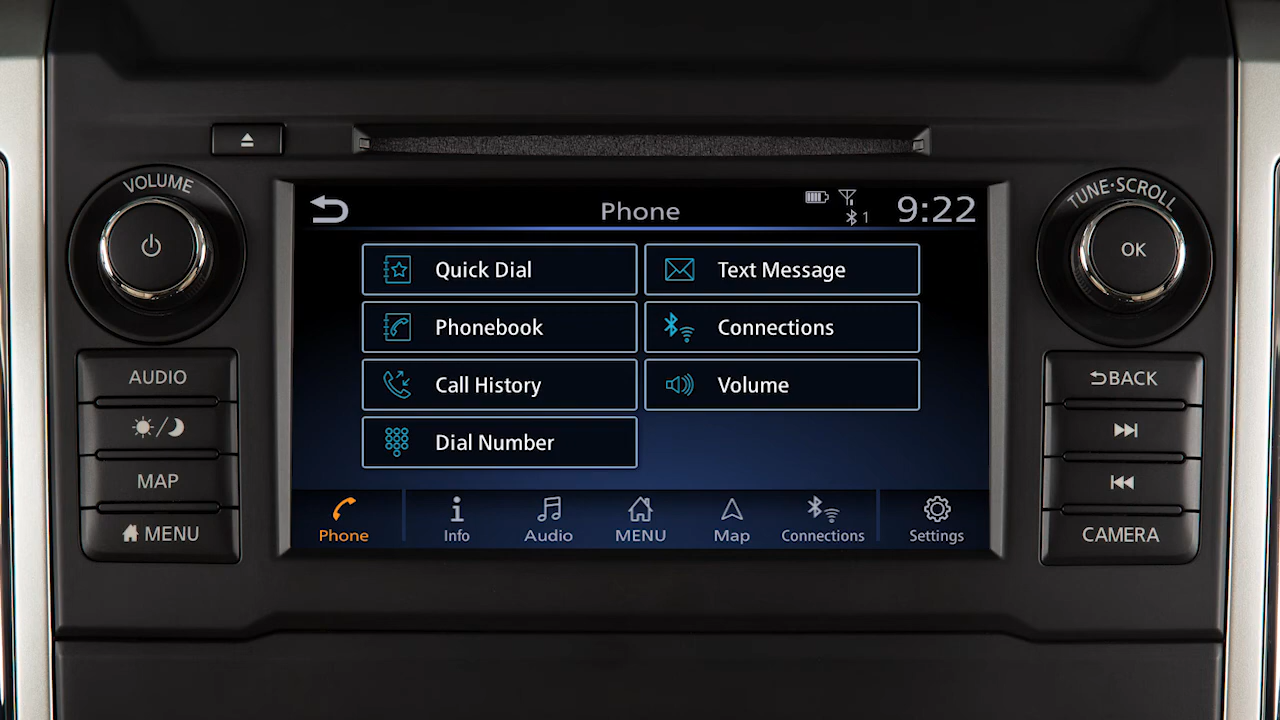 VOLUME
TUNE·SCROLL
OK
Phone
1
9:22
Quick Dial
Text Message
Phonebook
Connections
Call History
Volume
Dial Number
Phone
Info
Audio
MENU
Map
Connections
Settings
AUDIO
MAP
MENU
BACK
CAMERA